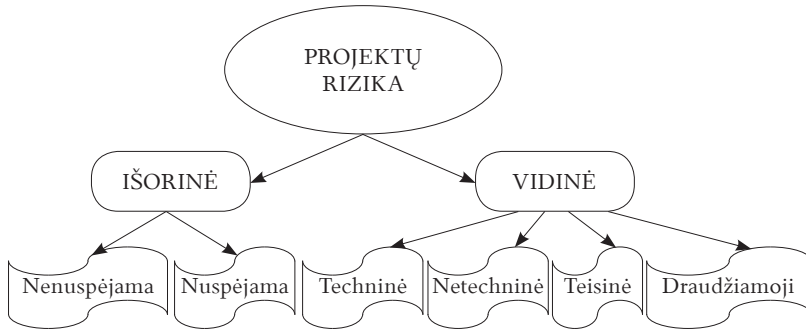 PROJEKTŲ
RIZIKA
IŠORINĖ
VIDINĖ
Nenuspėjama
Nuspėjama
Techninė
Netechninė
Teisinė
Draudžiamoji